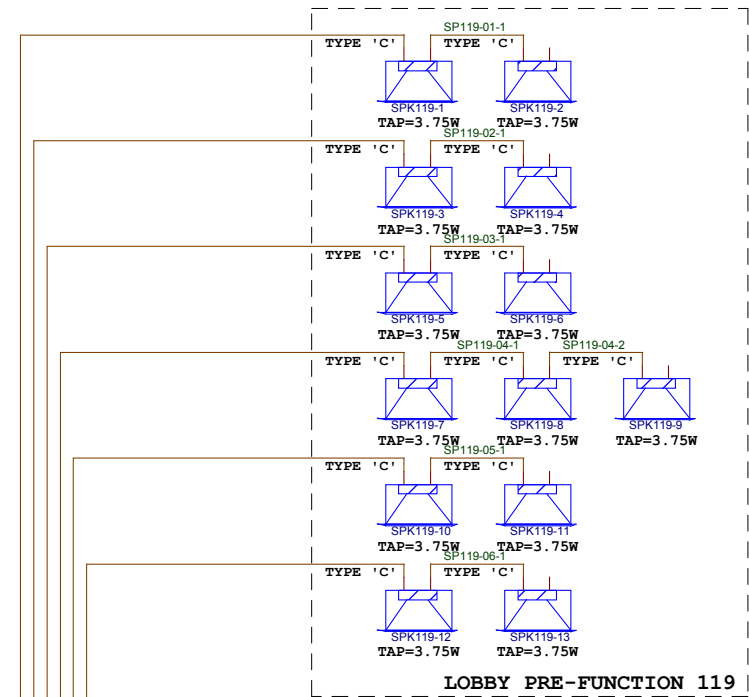 SP119-01-1
TYPE 'C' TYPE 'C'
SPK119-1 SPK119-2
TAP=3.75W TAP=3.75W
SP119-02-1
TYPE 'C' TYPE 'C'
SPK119-3 SPK119-4
TAP=3.75W TAP=3.75W
SP119-03-1
TYPE 'C' TYPE 'C'
SPK119-5 SPK119-6
TAP=3.75W TAP=3.75W
SP119-04-1 SP119-04-2
TYPE 'C' TYPE 'C' TYPE 'C'
SPK119-7 SPK119-8 SPK119-9
TAP=3.75W TAP=3.75W TAP=3.75W
SP119-05-1
TYPE 'C' TYPE 'C'
SPK119-10 SPK119-11
TAP=3.75W TAP=3.75W
SP119-06-1
TYPE 'C' TYPE 'C'
SPK119-12 SPK119-13
TAP=3.75W TAP=3.75W
LOBBY PRE-FUNCTION 119